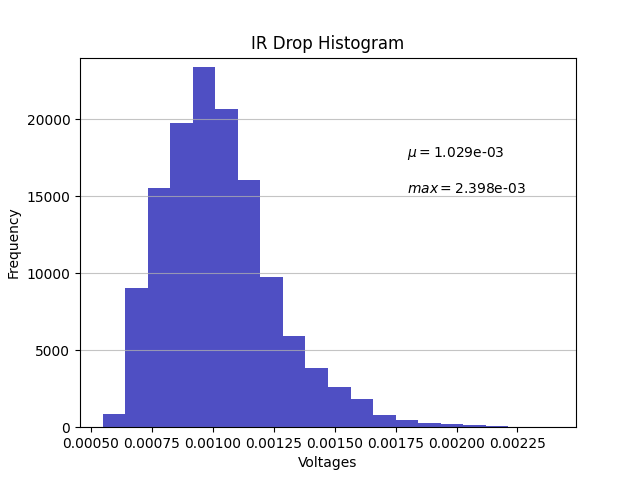 IR Drop Histogram
μ = 1.029e-03
max = 2.398e-03
Frequency
20000
15000
10000
5000
0
0.00050 0.00075 0.00100 0.00125 0.00150 0.00175 0.00200 0.00225
Voltages